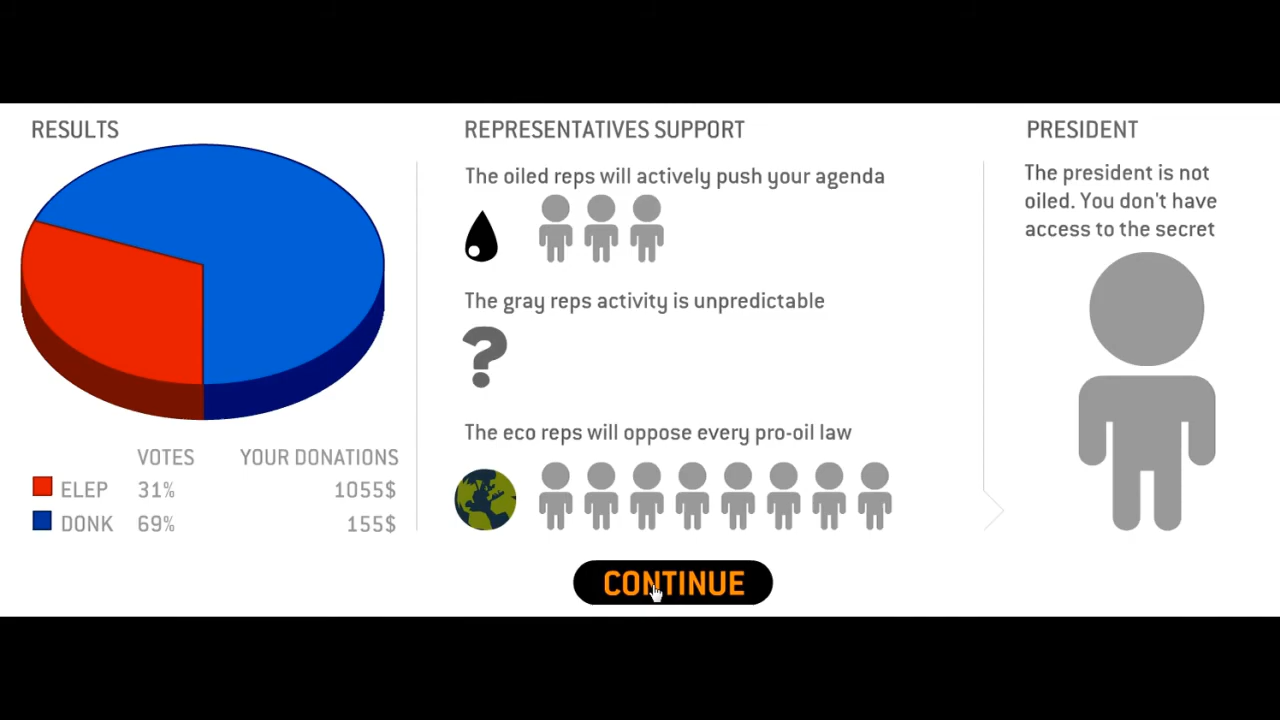 RESULTS
VOTES YOUR DONATIONS
ELEP 31% 1055$
DONK 69% 155$
REPRESENTATIVES SUPPORT
The oiled reps will actively push your agenda
The gray reps activity is unpredictable
?
The eco reps will oppose every pro-oil law
PRESIDENT
The president is not
oiled. You don't have
access to the secret
CONTINUE